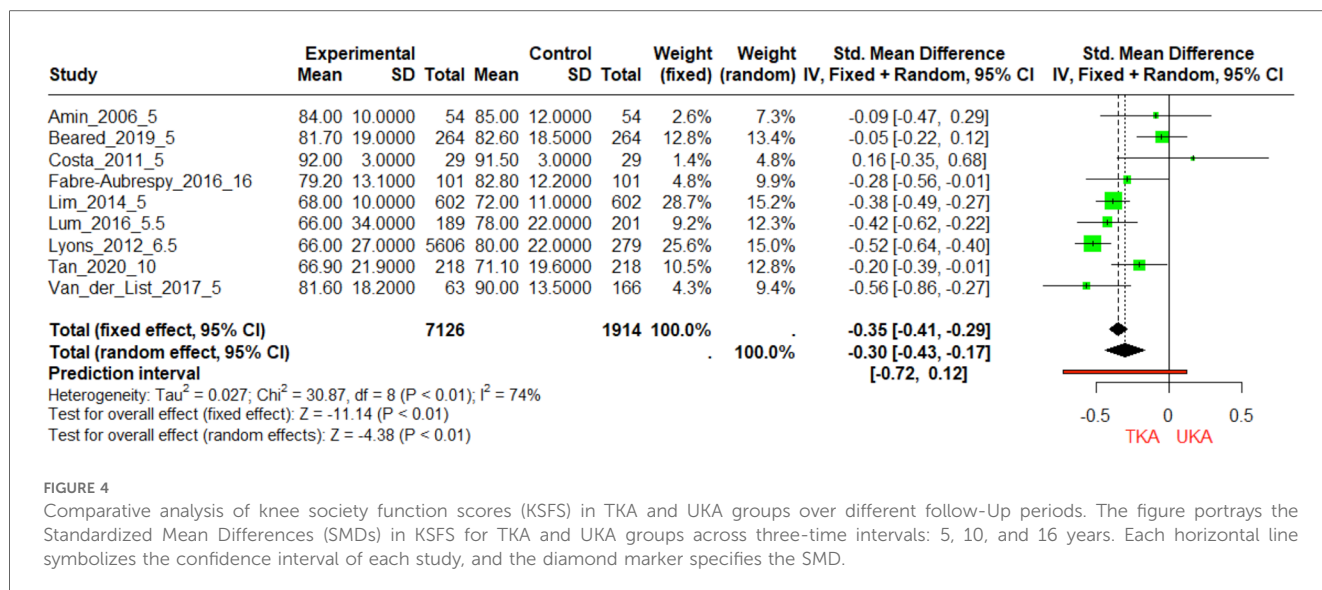 Experimental Control Weight Weight Std. Mean Difference Std. Mean Difference
Study Mean SD Total Mean SD Total (fixed) (random) IV, Fixed + Random, 95% CI IV, Fixed + Random, 95% CI
Amin_2006_5 84.00 10.0000 54 85.00 12.0000 54 2.6% 7.3% -0.09 [-0.47, 0.29]
Beared_2019_5 81.70 19.0000 264 82.60 18.5000 264 12.8% 13.4% -0.05 [-0.22, 0.12]
Costa_2011_5 92.00 3.0000 29 91.50 3.0000 29 1.4% 4.8% 0.16 [-0.35, 0.68]
Fabre-Aubrespy_2016_16 79.20 13.1000 101 82.80 12.2000 101 4.8% 9.9% -0.28 [-0.56, -0.01]
Lim_2014_5 68.00 10.0000 602 72.00 11.0000 602 28.7% 15.2% -0.38 [-0.49, -0.27]
Lum_2016_5.5 66.00 34.0000 189 78.00 22.0000 201 9.2% 12.3% -0.42 [-0.62, -0.22]
Lyons_2012_6.5 66.00 27.0000 5606 80.00 22.0000 279 25.6% 15.0% -0.52 [-0.64, -0.40]
Tan_2020_10 66.90 21.9000 218 71.10 19.6000 218 10.5% 12.8% -0.20 [-0.39, -0.01]
Van_der_List_2017_5 81.60 18.2000 63 90.00 13.5000 166 4.3% 9.4% -0.56 [-0.86, -0.27]
Total (fixed effect, 95% CI) 7126 1914 100.0% . -0.35 [-0.41, -0.29]
Total (random effect, 95% CI) . 100.0% -0.30 [-0.43, -0.17]
Prediction interval [-0.72, 0.12]
Heterogeneity: Tau² = 0.027; Chi² = 30.87, df = 8 (P < 0.01); I² = 74%
Test for overall effect (fixed effect): Z = -11.14 (P < 0.01)
Test for overall effect (random effects): Z = -4.38 (P < 0.01)
-0.5 0 0.5
TKA UKA
FIGURE 4
Comparative analysis of knee society function scores (KSFS) in TKA and UKA groups over different follow-Up periods. The figure portrays the
Standardized Mean Differences (SMDs) in KSFS for TKA and UKA groups across three-time intervals: 5, 10, and 16 years. Each horizontal line
symbolizes the confidence interval of each study, and the diamond marker specifies the SMD.